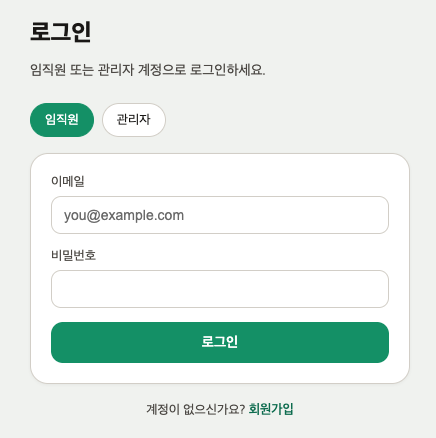 로그인
임직원 또는 관리자 계정으로 로그인하세요.
임직원 관리자
이메일
you@example.com
비밀번호
로그인
계정이 없으신가요? 회원가입